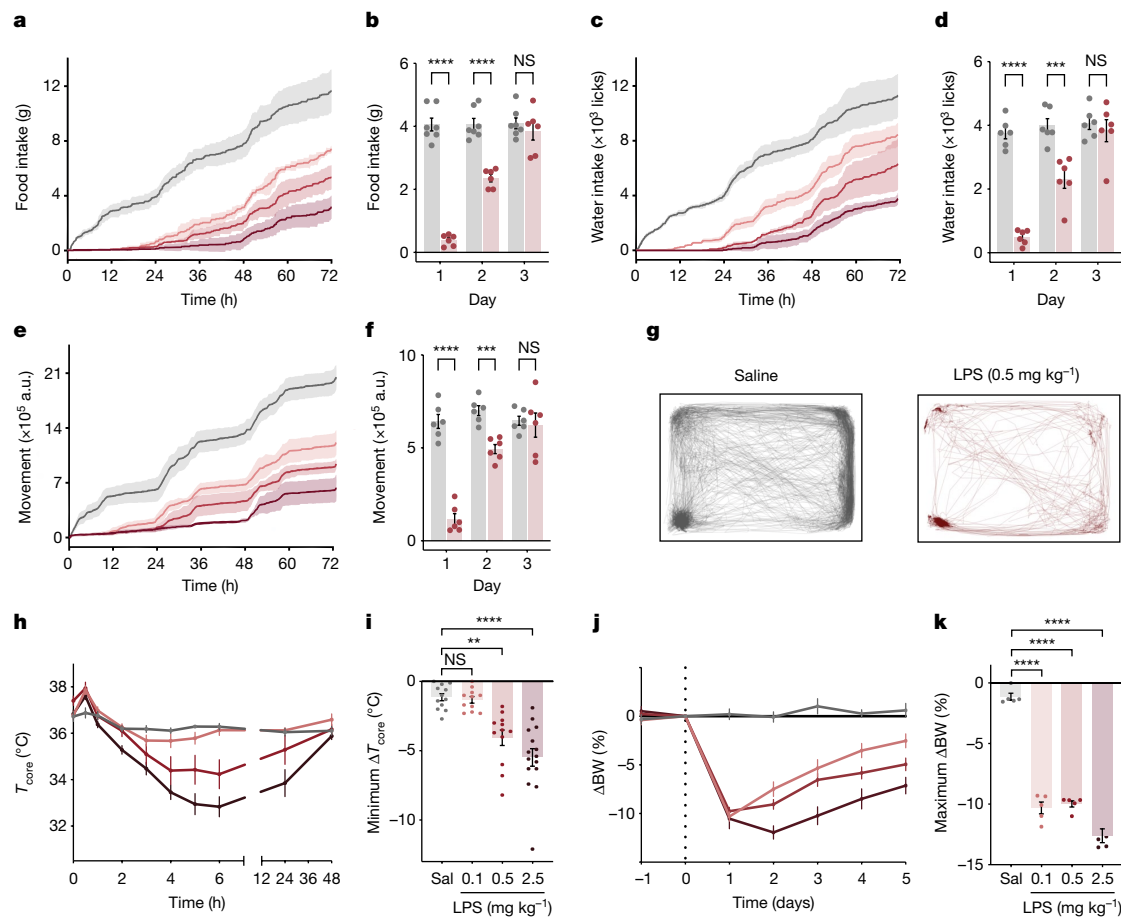 a
Food intake (g)
12
8
4
0
0 12 24 36 48 60 72
Time (h)
b
Food intake (g)
6
4
2
0
**** **** NS
1 2 3
Day
c
Water intake (×10³ licks)
12
8
4
0
0 12 24 36 48 60 72
Time (h)
d
Water intake (×10³ licks)
6
4
2
0
**** *** NS
1 2 3
Day
e
Movement (×10⁵ a.u.)
21
14
7
0
0 12 24 36 48 60 72
Time (h)
f
Movement (×10⁵ a.u.)
10
5
0
**** *** NS
1 2 3
Day
g
Saline
LPS (0.5 mg kg⁻¹)
h
T core (°C)
38
36
34
32
0 2 4 6 12 24 36 48
Time (h)
i
Minimum ΔT core (°C)
0
−5
−10
−15
****
**
NS
Sal 0.1 0.5 2.5
LPS (mg kg⁻¹)
j
ΔBW (%)
5
0
−5
−10
−1 0 1 2 3 4 5
Time (days)
k
Maximum ΔBW (%)
0
−5
−10
−15
****
****
****
Sal 0.1 0.5 2.5
LPS (mg kg⁻¹)